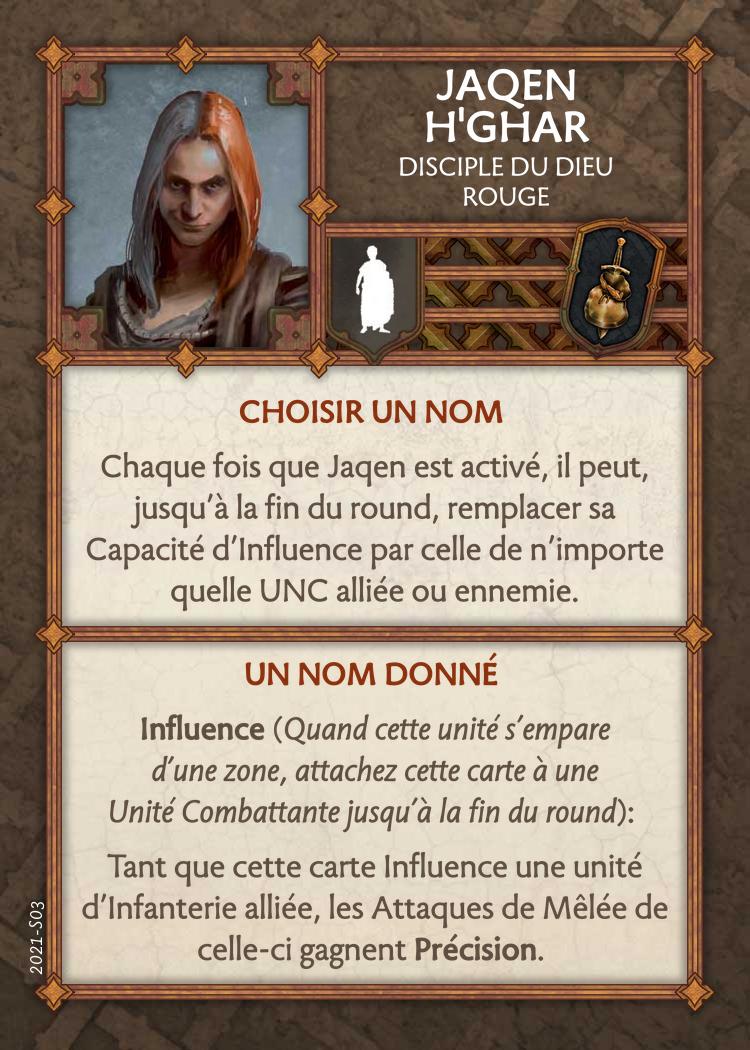 JAQEN
H'GHAR
DISCIPLE DU DIEU
ROUGE
CHOISIR UN NOM
Chaque fois que Jaqen est activé, il peut,
jusqu'à la fin du round, remplacer sa
Capacité d'Influence par celle de n'importe
quelle UNC alliée ou ennemie.
UN NOM DONNÉ
Influence (Quand cette unité s'empare
d'une zone, attachez cette carte à une
Unité Combattante jusqu'à la fin du round):
Tant que cette carte Influence une unité
d'Infanterie alliée, les Attaques de Mêlée de
celle-ci gagnent Précision.
2021-S03